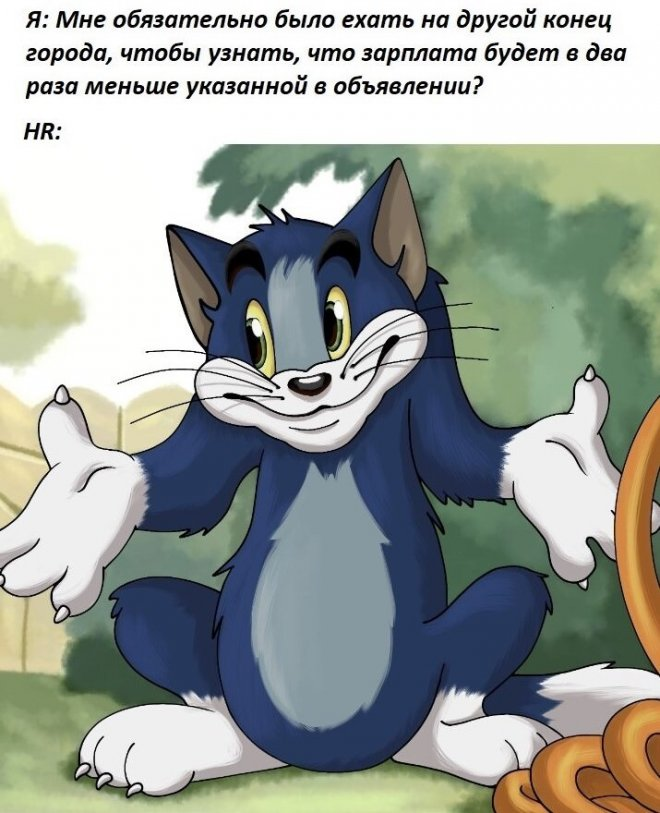 Я: Мне обязательно было ехать на другой конец
города, чтобы узнать, что зарплата будет в два
раза меньше указанной в объявлении?
HR: